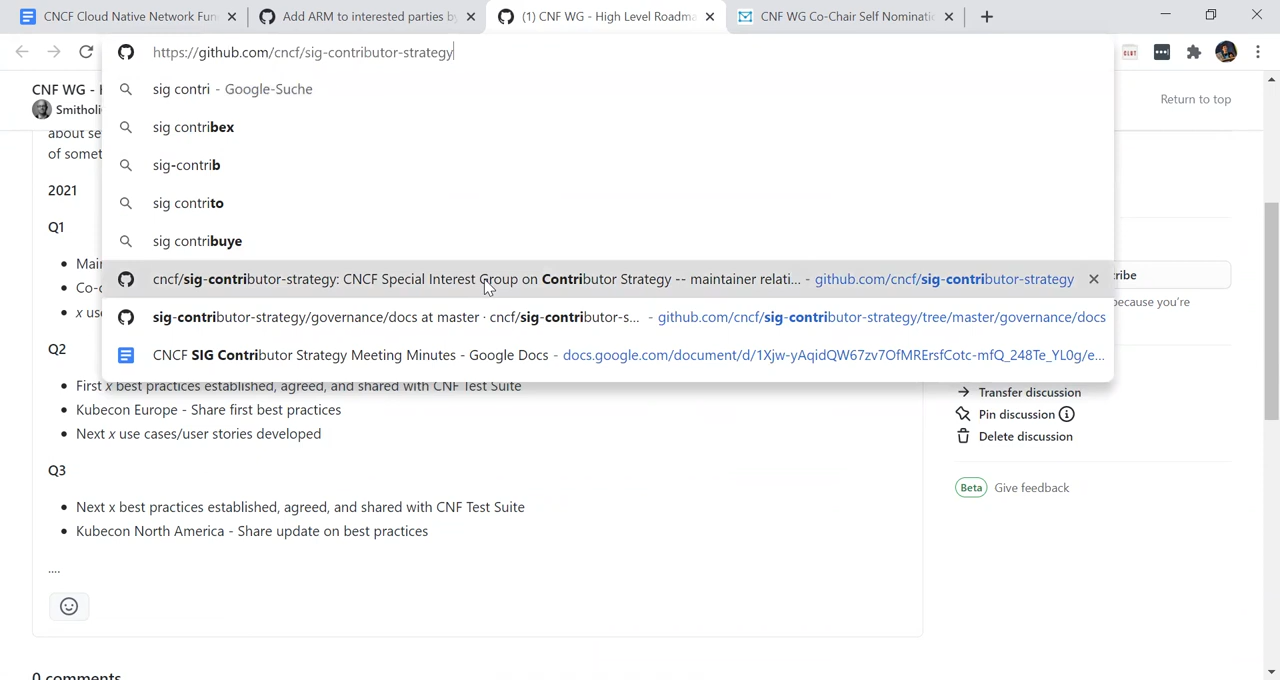 CNCF Cloud Native Network Fun
Add ARM to interested parties by
(1) CNF WG - High Level Roadma
CNF WG Co-Chair Self Nominatio
https://github.com/cncf/sig-contributor-strategy
CNF WG -
Smitholi
Return to top
sig contri - Google-Suche
sig contribex
sig-contrib
sig contrito
sig contribuye
cncf/sig-contributor-strategy: CNCF Special Interest Group on Contributor Strategy -- maintainer relati... - github.com/cncf/sig-contributor-strategy
sig-contributor-strategy/governance/docs at master · cncf/sig-contributor-s... - github.com/cncf/sig-contributor-strategy/tree/master/governance/docs
CNCF SIG Contributor Strategy Meeting Minutes - Google Docs - docs.google.com/document/d/1Xjw-yAqidQW67zv7OfMRErsfCotc-mfQ_248Te_YL0g/e...
about se
of somet
2021
Q1
Mai
Co-c
x us
ribe
because you're
Q2
First x best practices established, agreed, and shared with CNF Test Suite
Kubecon Europe - Share first best practices
Next x use cases/user stories developed
Transfer discussion
Pin discussion
Delete discussion
Q3
Beta Give feedback
Next x best practices established, agreed, and shared with CNF Test Suite
Kubecon North America - Share update on best practices
....
0 comments